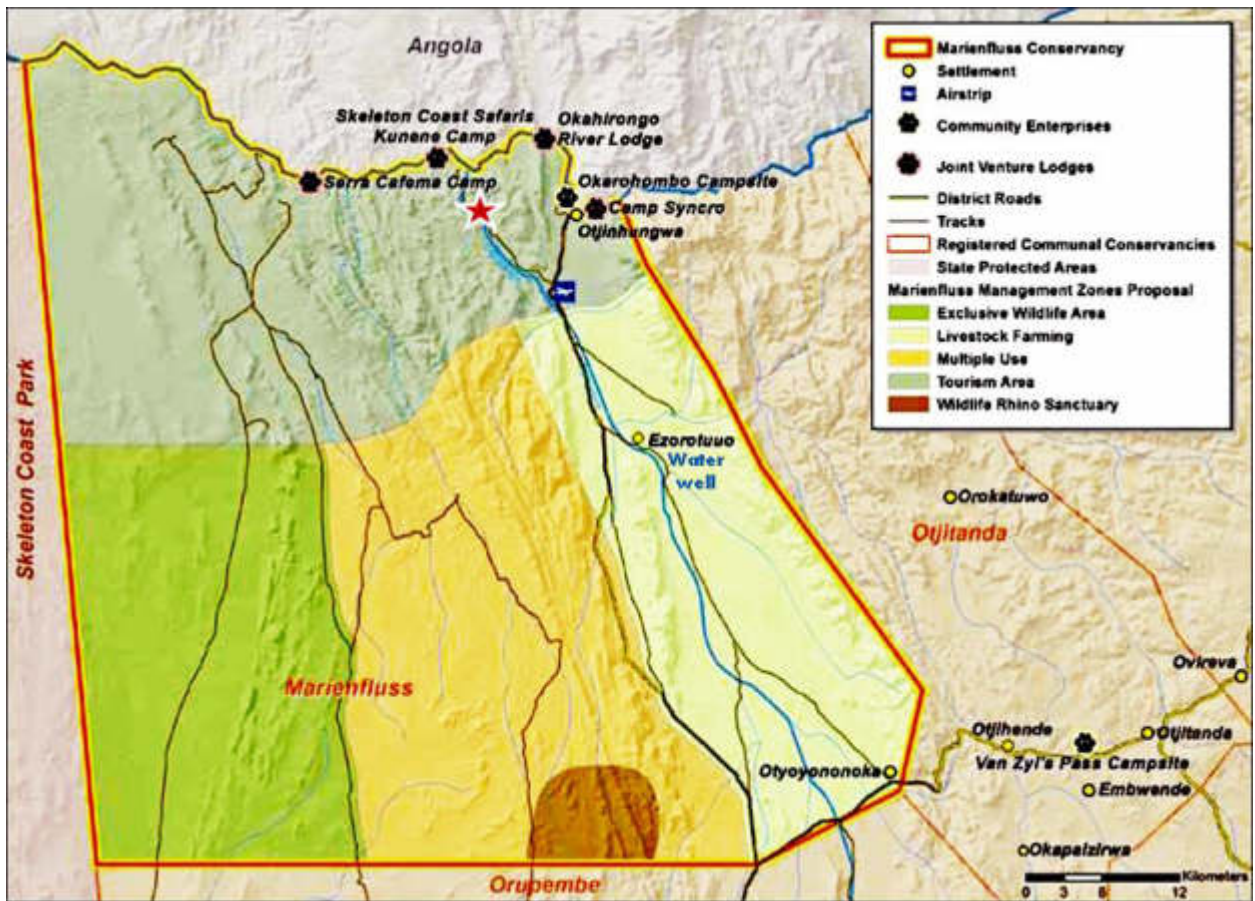 Angola
Skeleton Coast Safaris
Kunene Camp
Okahirongo
River Lodge
Serra Cafema Camp
Okarohombo Campsite
Camp Syncro
Otjinhungwa
Marienfluss Conservancy
Settlement
Airstrip
Community Enterprises
Joint Venture Lodges
District Roads
Tracks
Registered Communal Conservancies
State Protected Areas
Marienfluss Management Zones Proposal
Exclusive Wildlife Area
Livestock Farming
Multiple Use
Tourism Area
Wildlife Rhino Sanctuary
Skeleton Coast Park
Ezorotuuo
Water
well
Orokatuwo
Otjitanda
Marienfluss
Ovireva
Otjihende
Otjitanda
Van Zyl's Pass Campsite
Otyoyononoka
Embwende
Okapaizirwa
Orupembe
Kilometers
0 3 6 12